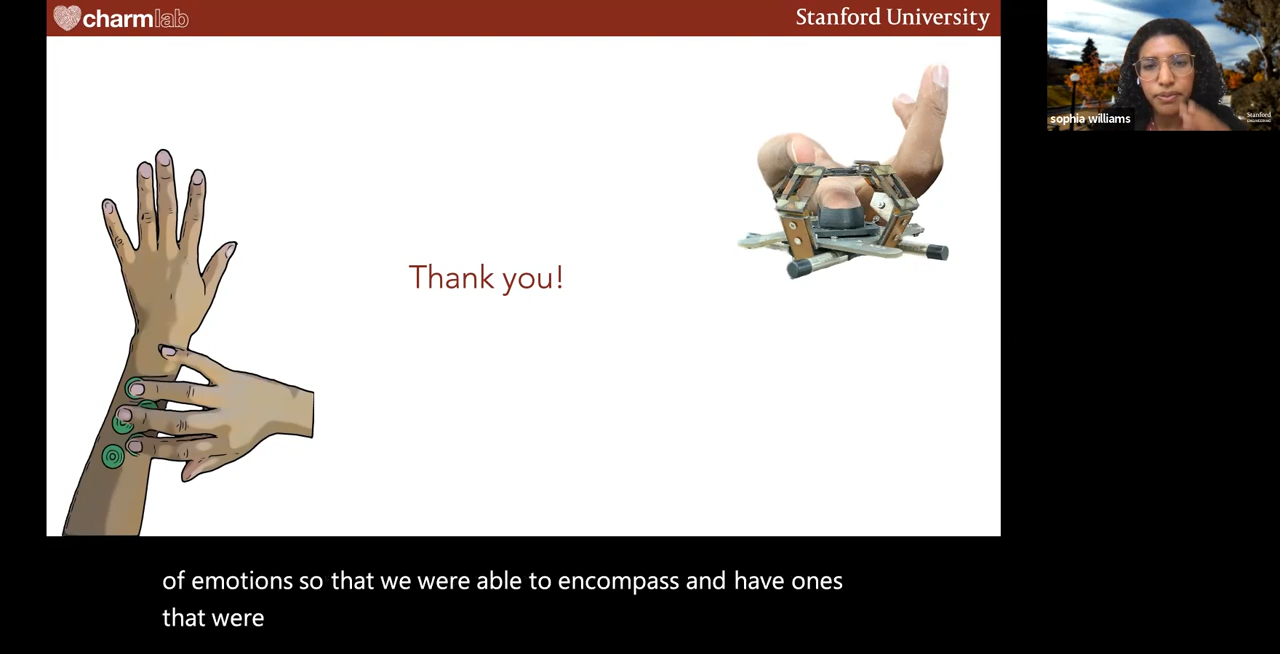 charmlab
Stanford University
sophia williams
Stanford
Thank you!
of emotions so that we were able to encompass and have ones
that were